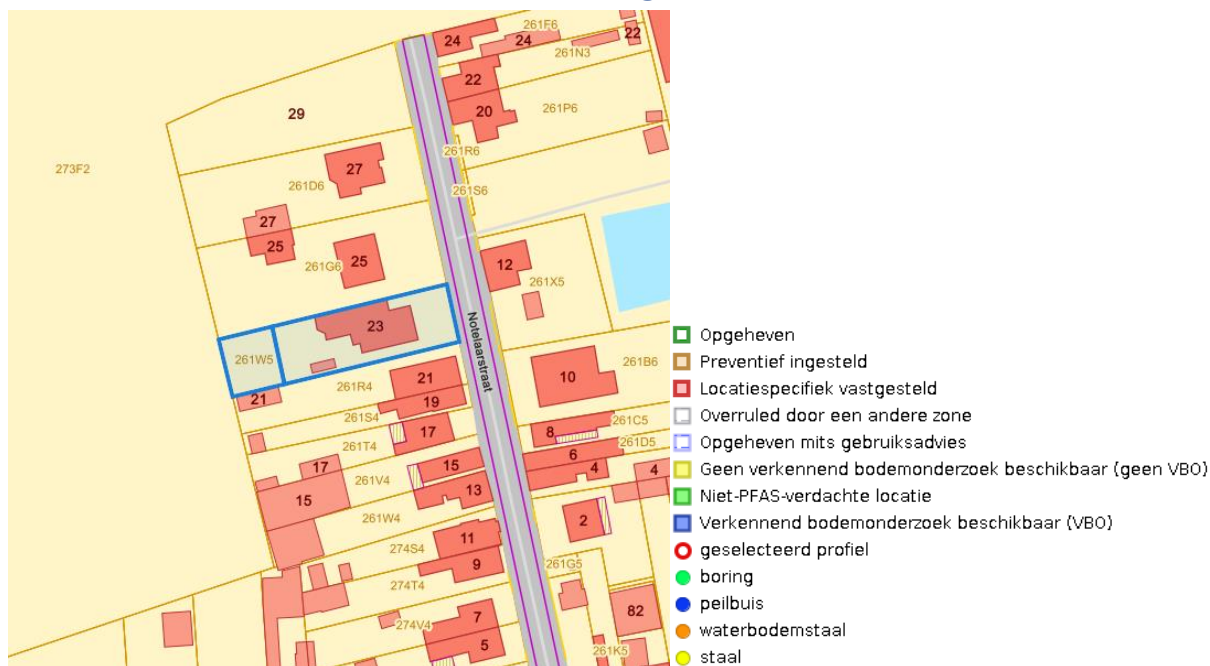 24
261F6
24
22
261N3
22
20
261P6
29
261R6
273F2
27
261D6
261S6
27
25
25
261G6
12
261X5
23
Notelaarstraat
261W5
261B6
10
21
261R4
21
19
261S4
261C5
8
17
261T4
261D5
6
15
4
4
17
261V4
13
15
261W4
2
11
274S4
9
261G5
274T4
82
7
274V4
5
261K5
Opgeheven
Preventief ingesteld
Locatiespecifiek vastgesteld
Overruled door een andere zone
Opgeheven mits gebruiksadvies
Geen verkennend bodemonderzoek beschikbaar (geen VBO)
Niet-PFAS-verdachte locatie
Verkennend bodemonderzoek beschikbaar (VBO)
geselecteerd profiel
boring
peilbuis
waterbodemstaal
staal